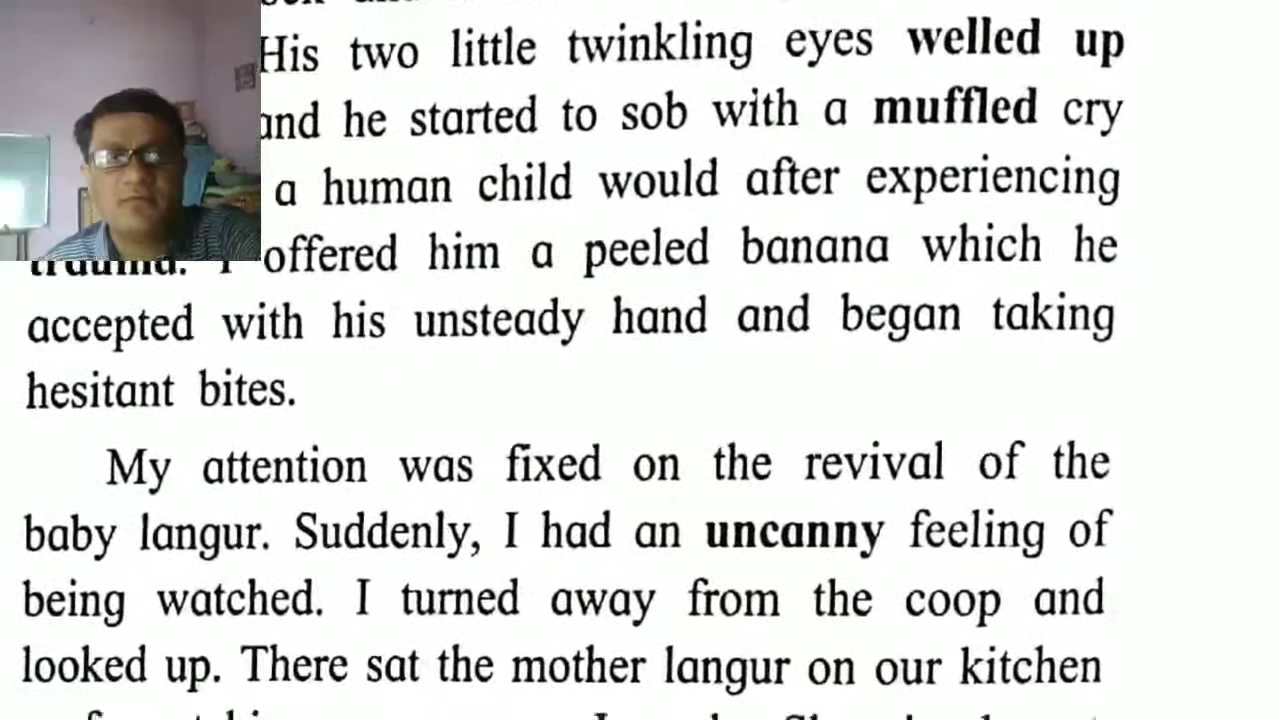 His two little twinkling eyes welled up
and he started to sob with a muffled cry
a human child would after experiencing
trauma. I offered him a peeled banana which he
accepted with his unsteady hand and began taking
hesitant bites.
My attention was fixed on the revival of the
baby langur. Suddenly, I had an uncanny feeling of
being watched. I turned away from the coop and
looked up. There sat the mother langur on our kitchen